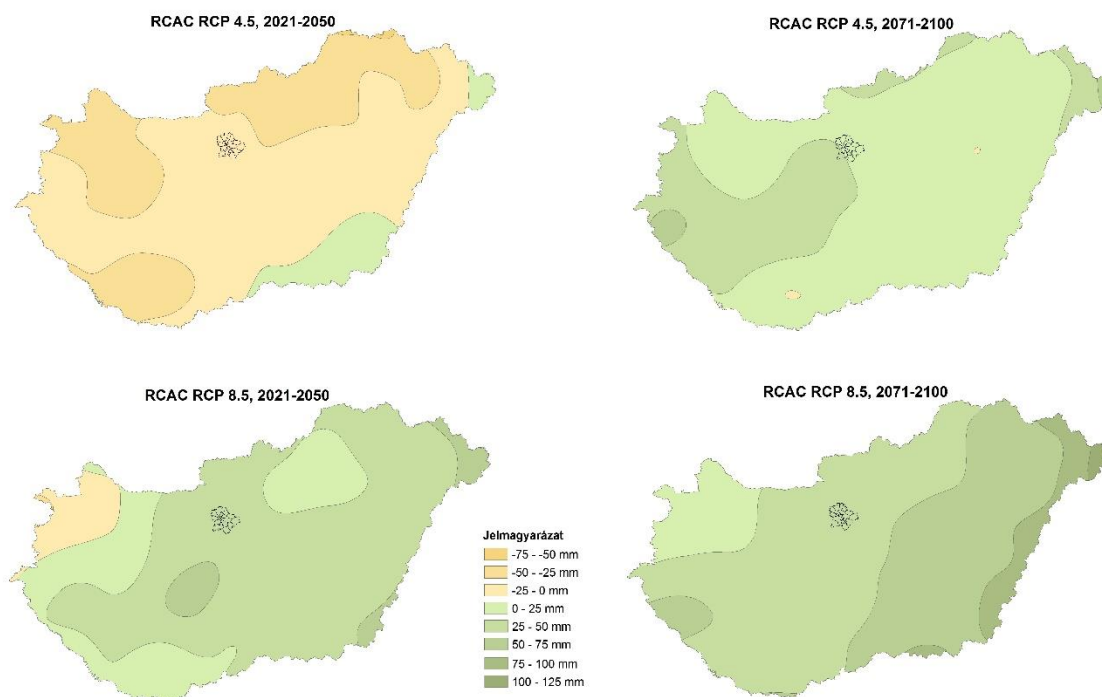 RCAC RCP 4.5, 2021-2050
RCAC RCP 4.5, 2071-2100
RCAC RCP 8.5, 2021-2050
RCAC RCP 8.5, 2071-2100
Jelmagyarázat
-75 - -50 mm
-50 - -25 mm
-25 - 0 mm
0 - 25 mm
25 - 50 mm
50 - 75 mm
75 - 100 mm
100 - 125 mm